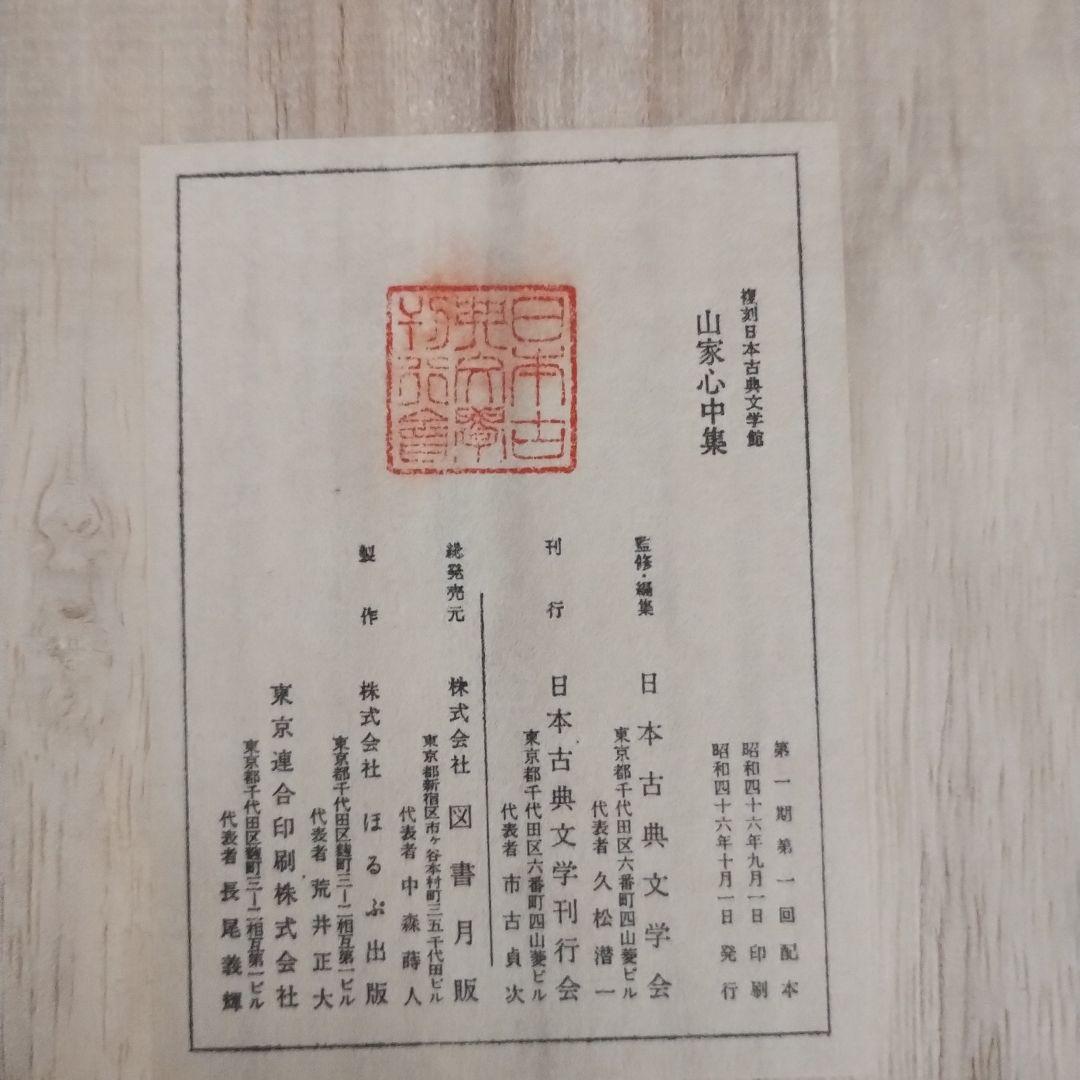 複刻日本古典文学館
山家心中集
第一期第一回配本
昭和四十六年九月一日印刷
昭和四十六年十月一日発行
日本古
典文學
刊行會
監修・編集 日本古典文学会
東京都千代田区六番町四山菱ビル
代表者 久松潜一
刊行 日本古典文学刊行会
東京都千代田区六番町四山菱ビル
代表者 市古貞次
総発売元 株式会社 図書月販
東京都新宿区市ヶ谷本村町三五千代田ビル
代表者 中森蒔人
製作 株式会社 ほるぷ出版
東京都千代田区麹町三ー二相互第一ビル
代表者 荒井正大
東京連合印刷株式会社
東京都千代田区麹町三ー二相互第一ビル
代表者 長尾義輝